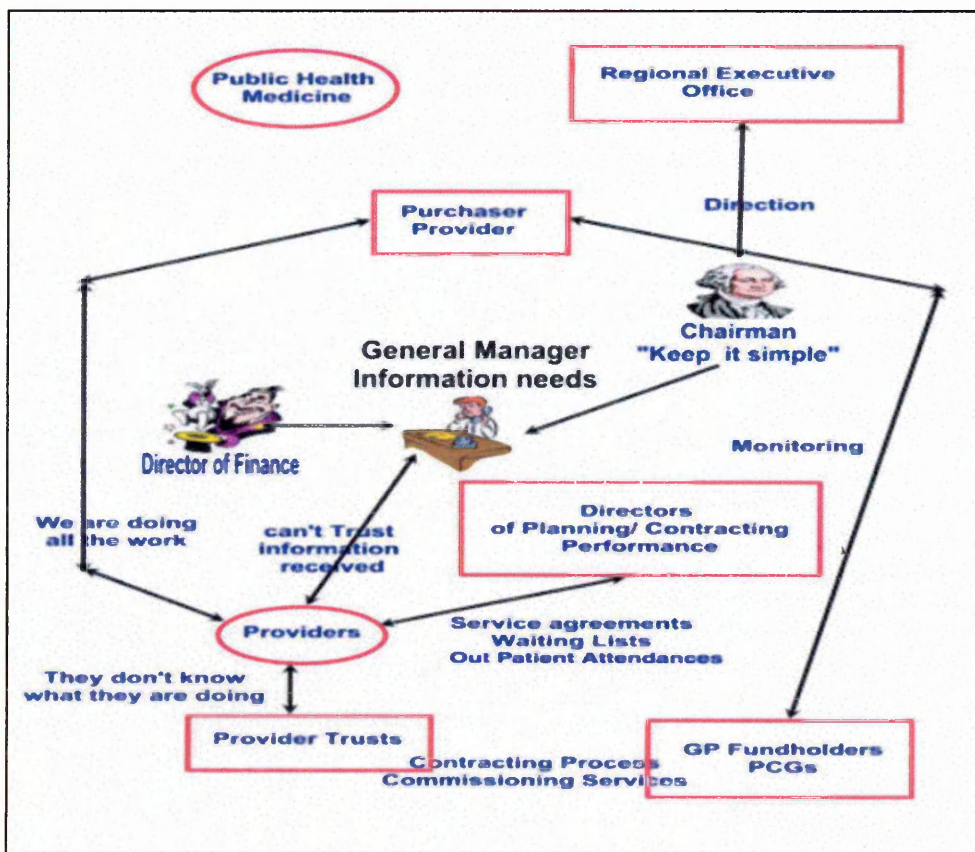 Public Health
Medicine
Regional Executive
Office
Purchaser
Provider
Direction
Chairman
"Keep it simple"
General Manager
Information needs
Director of Finance
Monitoring
We are doing
all the work
can't Trust
information
received
Directors
of Planning/ Contracting
Performance
Providers
Service agreements
Waiting Lists
Out Patient Attendances
They don't know
what they are doing
Provider Trusts
Contracting Process
Commissioning Services
GP Fundholders
PCGs